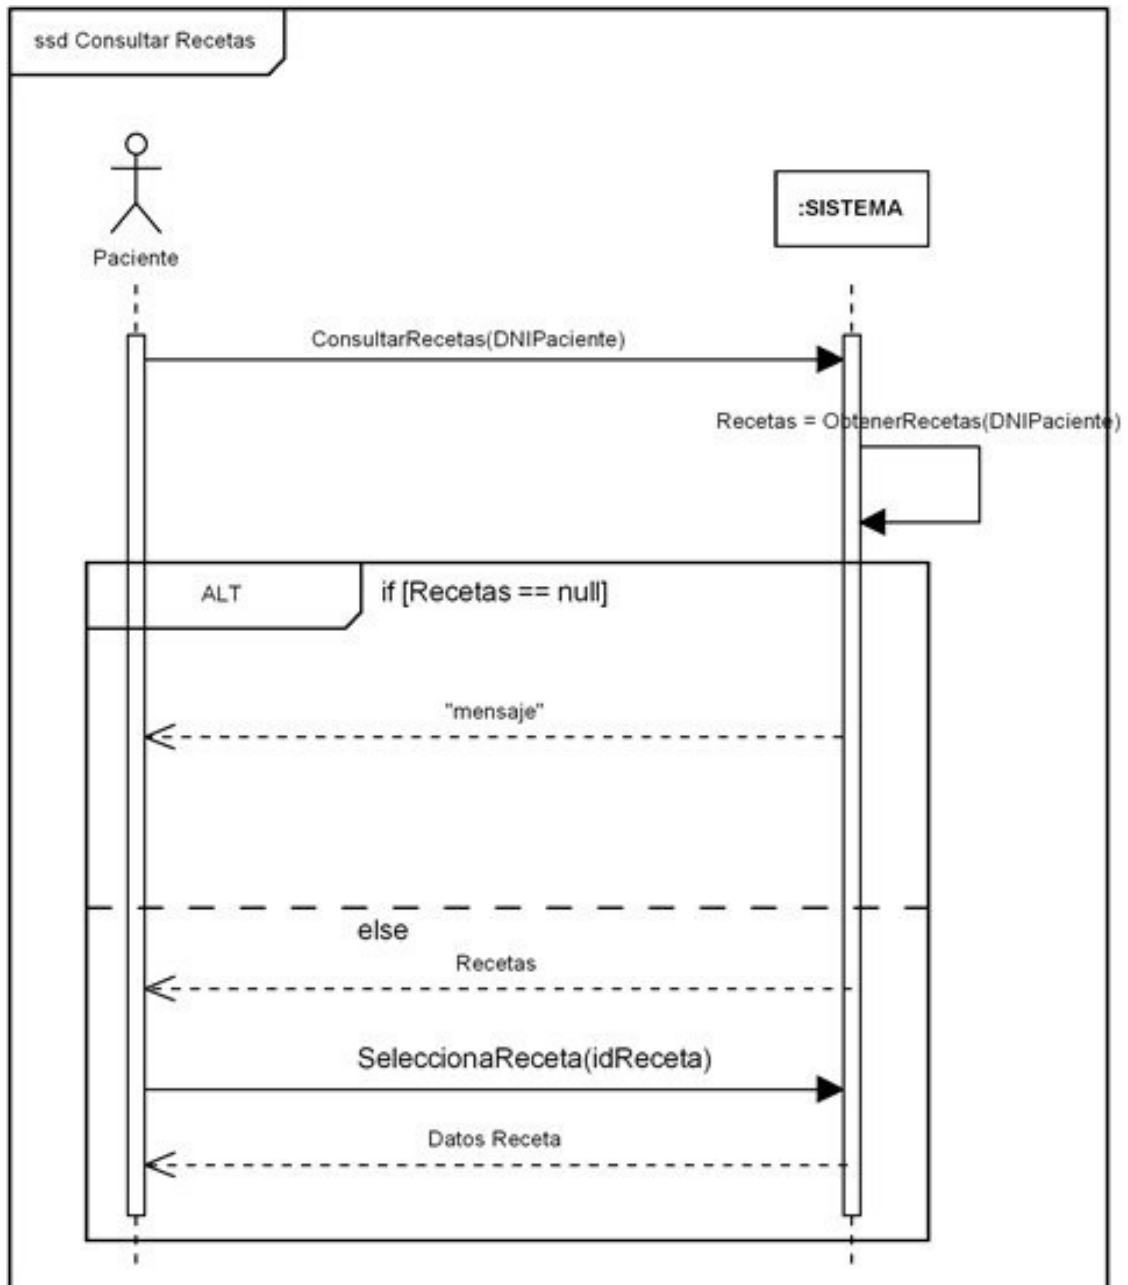 ssd Consultar Recetas
:SISTEMA
Paciente
ConsultarRecetas(DNIPaciente)
Recetas = ObtenerRecetas(DNIPaciente)
ALT
if [Recetas == null]
"mensaje"
else
Recetas
SeleccionaReceta(idReceta)
Datos Receta